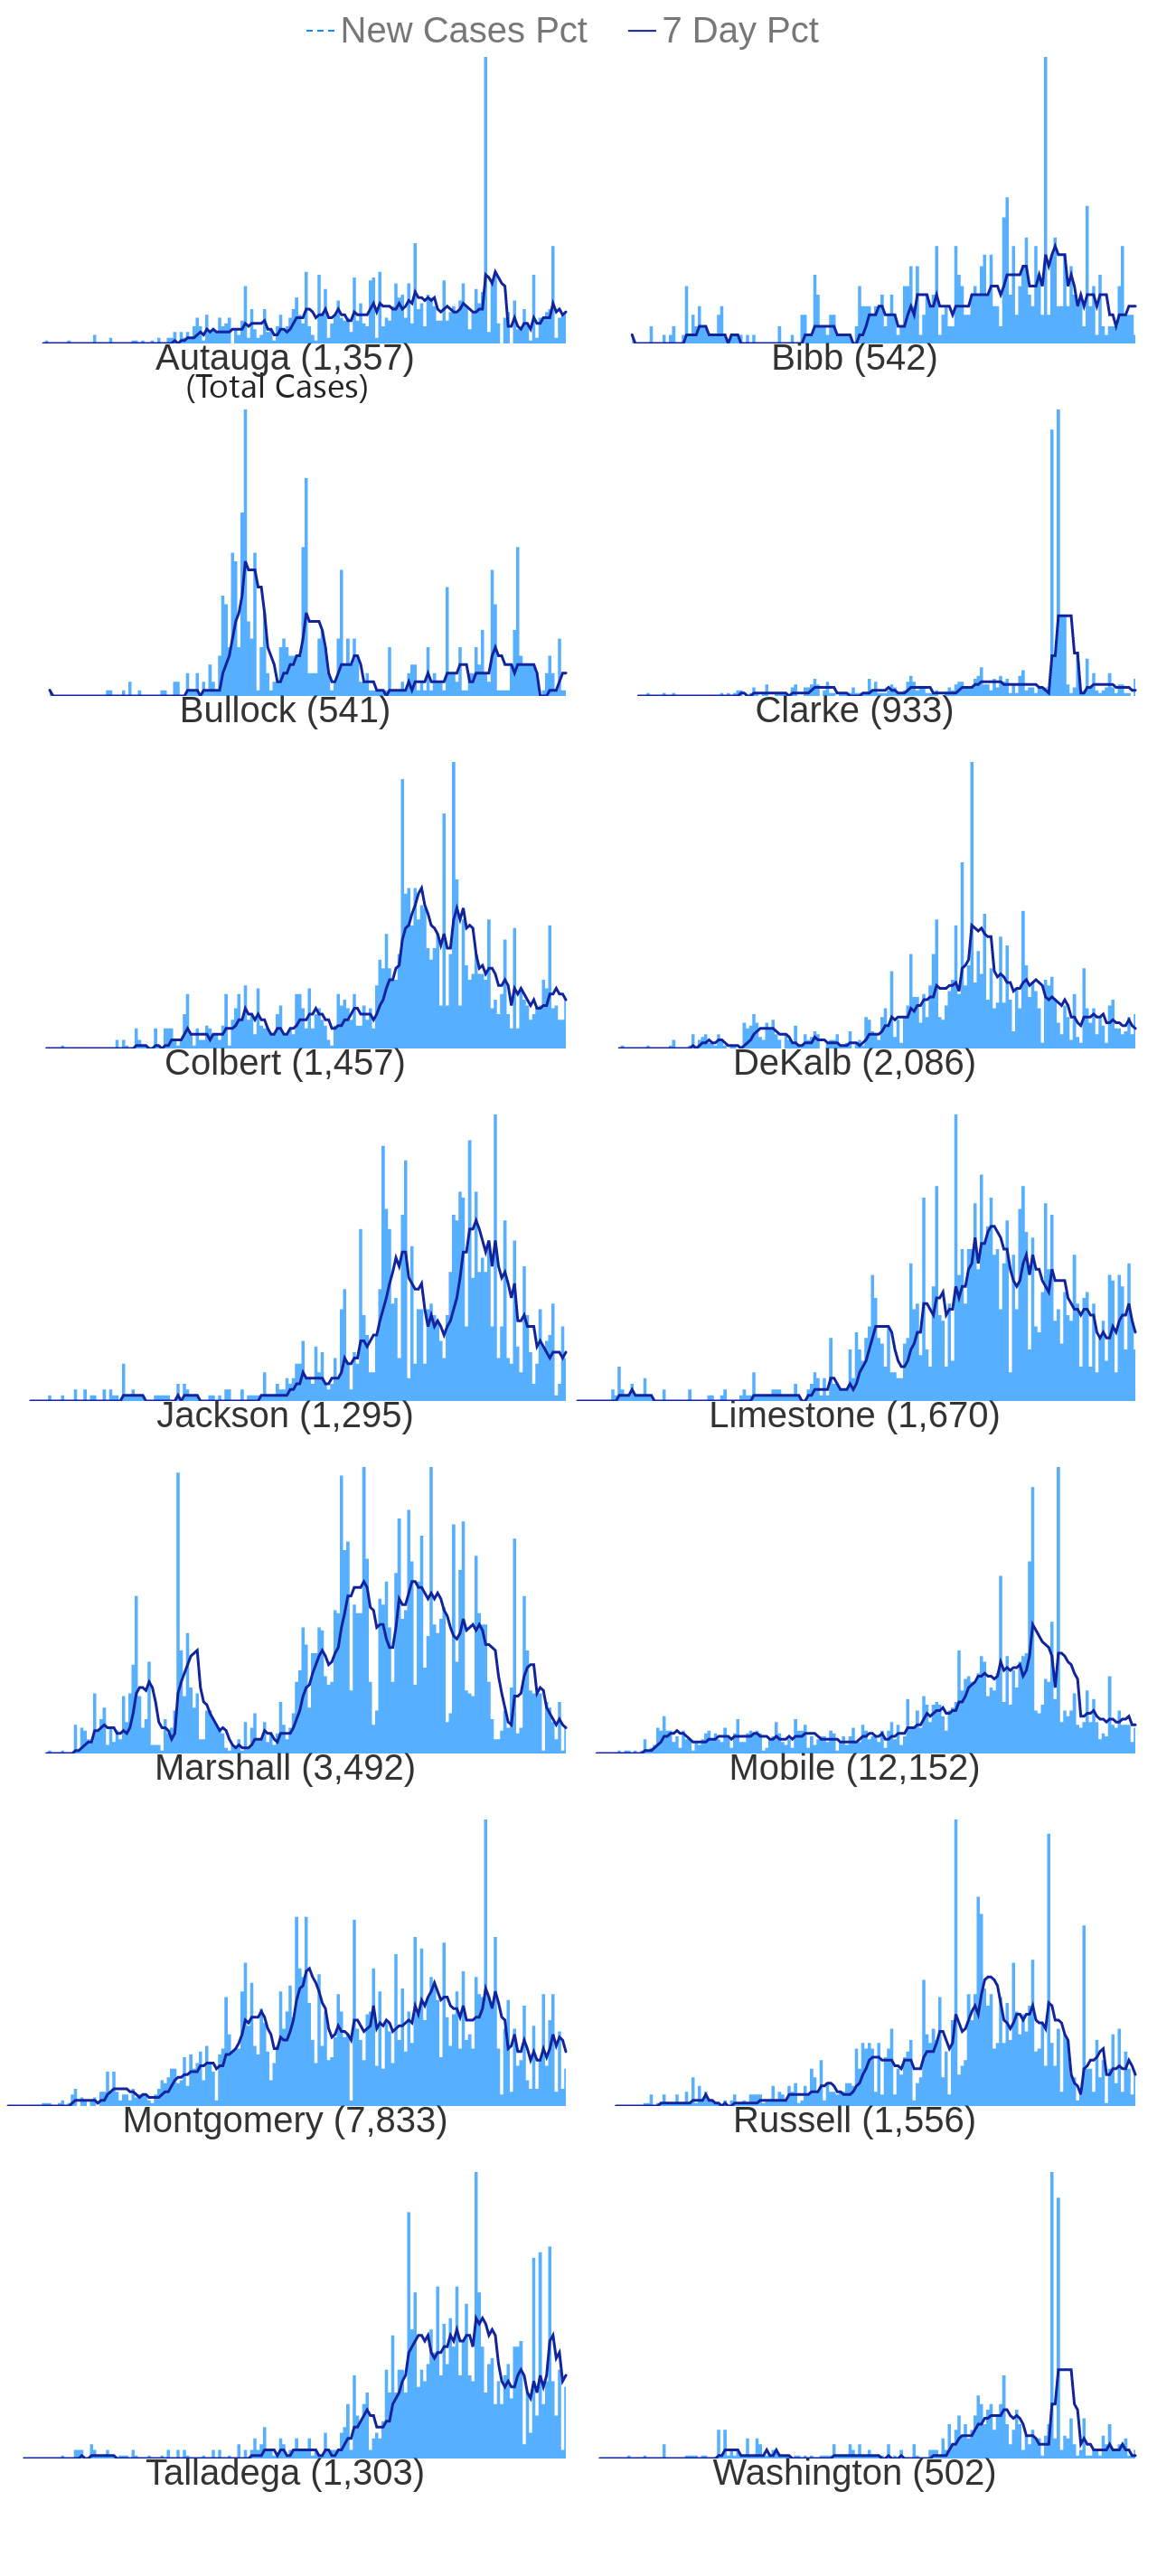 New Cases Pct 7 Day Pct
Autauga (1,357) Bibb (542)
(Total Cases)
Bullock (541) Clarke (933)
Colbert (1,457) DeKalb (2,086)
Jackson (1,295) Limestone (1,670)
Marshall (3,492) Mobile (12,152)
Montgomery (7,833) Russell (1,556)
Talladega (1,303) Washington (502)